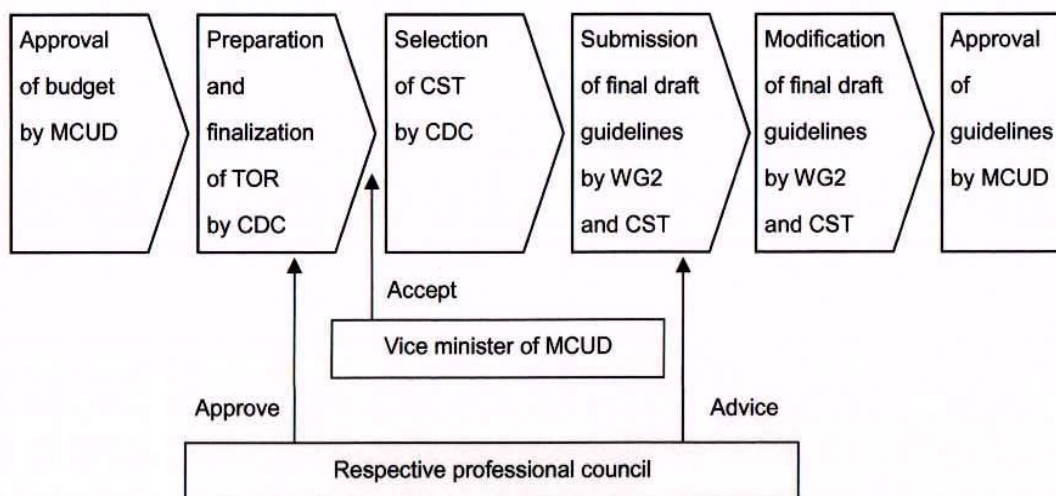 Approval
of budget
by MCUD
Preparation
and
finalization
of TOR
by CDC
Selection
of CST
by CDC
Submission
of final draft
guidelines
by WG2
and CST
Modification
of final draft
guidelines
by WG2
and CST
Approval
of
guidelines
by MCUD
Accept
Vice minister of MCUD
Approve
Advice
Respective professional council